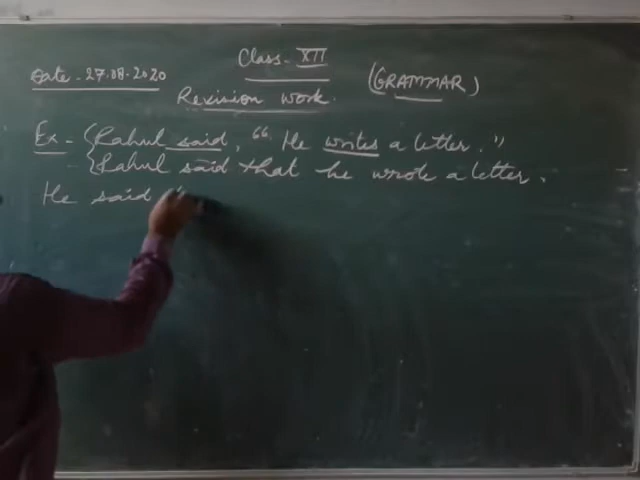 Class - XII
Date - 27.08.2020
(GRAMMAR)
Revision work.
Ex - { Rahul said, " He writes a letter. "
- { Rahul said that he wrote a letter.
He said "